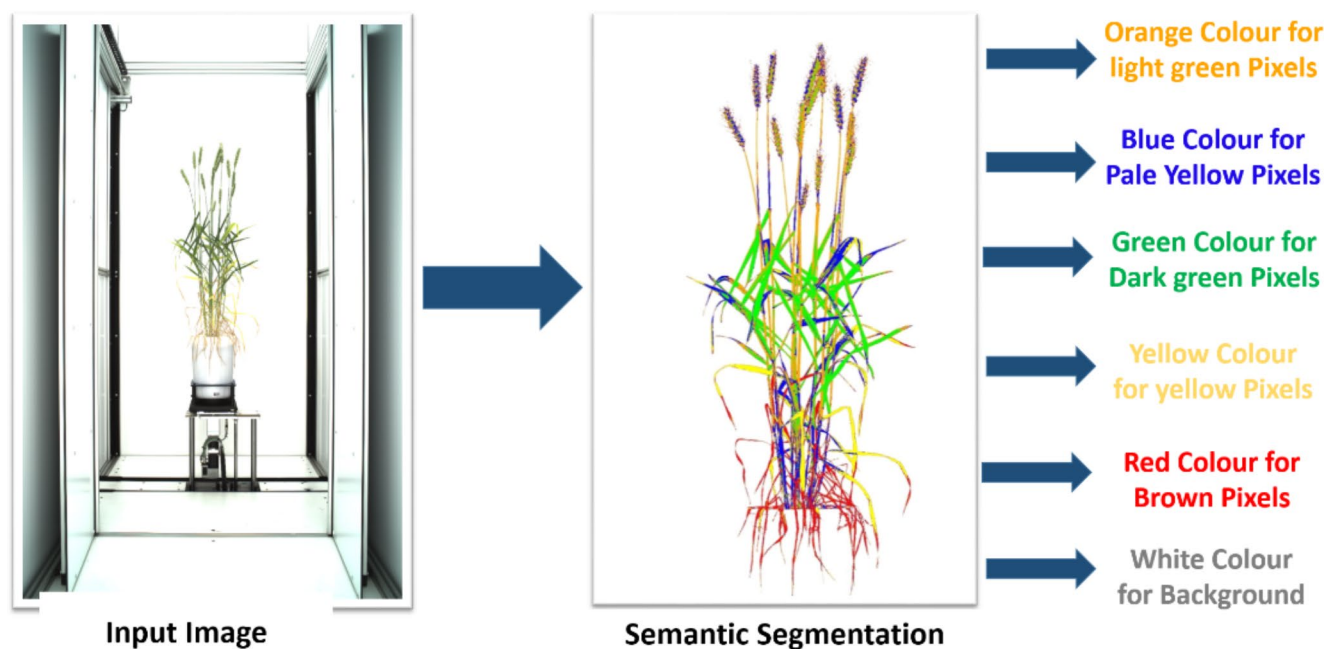 Orange Colour for
light green Pixels
Blue Colour for
Pale Yellow Pixels
Green Colour for
Dark green Pixels
Yellow Colour
for yellow Pixels
Red Colour for
Brown Pixels
White Colour
for Background
Input Image
Semantic Segmentation